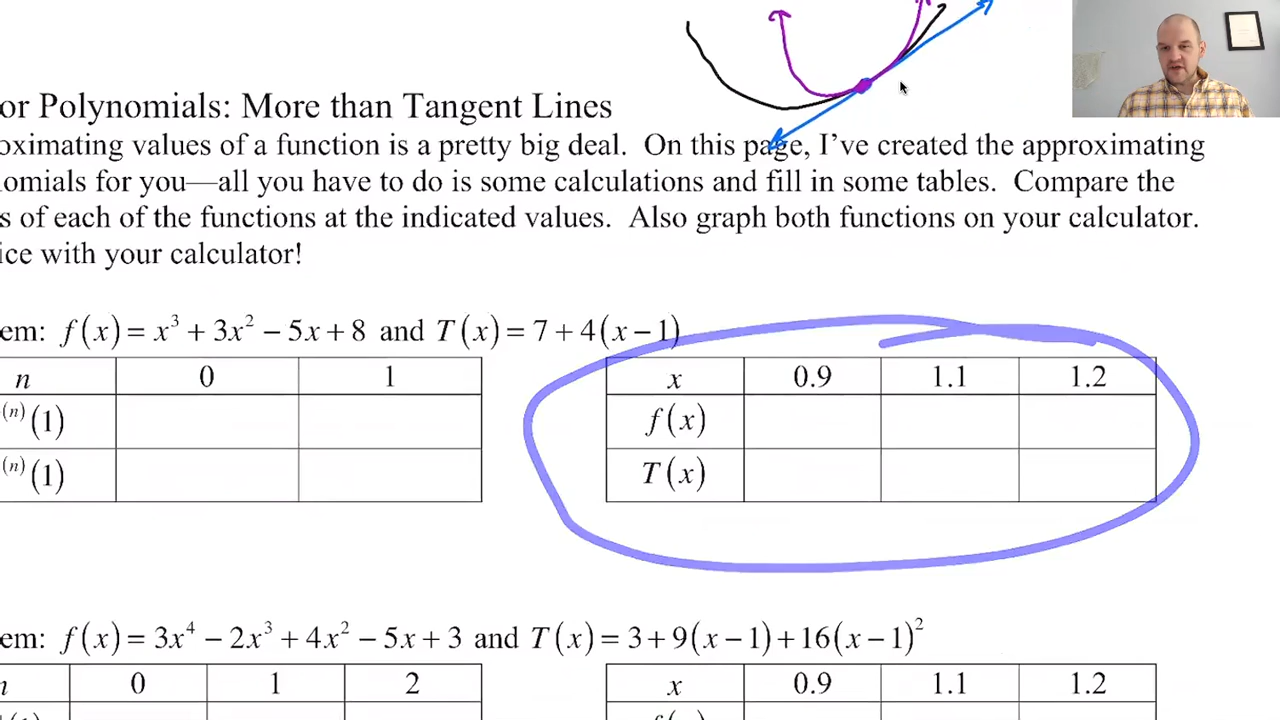 or Polynomials: More than Tangent Lines
oximating values of a function is a pretty big deal. On this page, I've created the approximating
omials for you—all you have to do is some calculations and fill in some tables. Compare the
s of each of the functions at the indicated values. Also graph both functions on your calculator.
ice with your calculator!
em: f(x) = x³ + 3x² − 5x + 8 and T(x) = 7 + 4(x − 1)
n 0 1
(n)(1)
(n)(1)
x 0.9 1.1 1.2
f(x)
T(x)
em: f(x) = 3x⁴ − 2x³ + 4x² − 5x + 3 and T(x) = 3 + 9(x − 1) + 16(x − 1)²
n 0 1 2
x 0.9 1.1 1.2